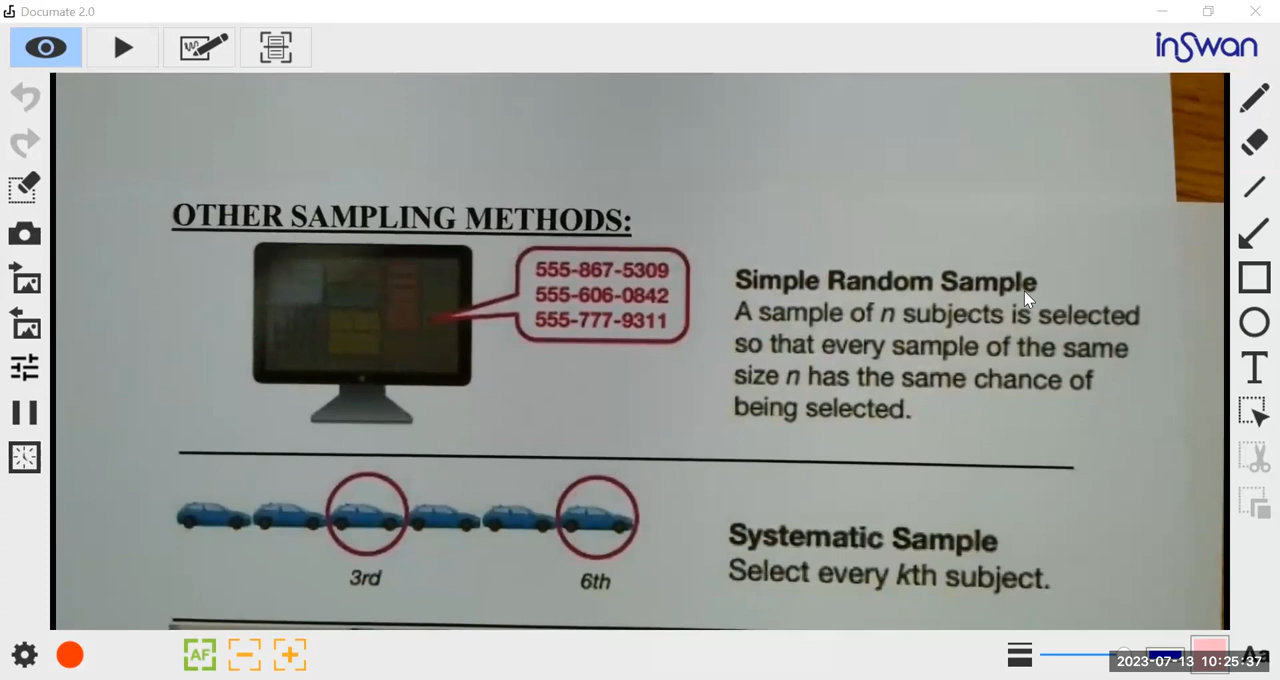 Documate 2.0
inSwan
OTHER SAMPLING METHODS:
555-867-5309
555-606-0842
555-777-9311
Simple Random Sample
A sample of n subjects is selected
so that every sample of the same
size n has the same chance of
being selected.
3rd
6th
Systematic Sample
Select every kth subject.
AF
T
Aa
2023-07-13 10:25:37